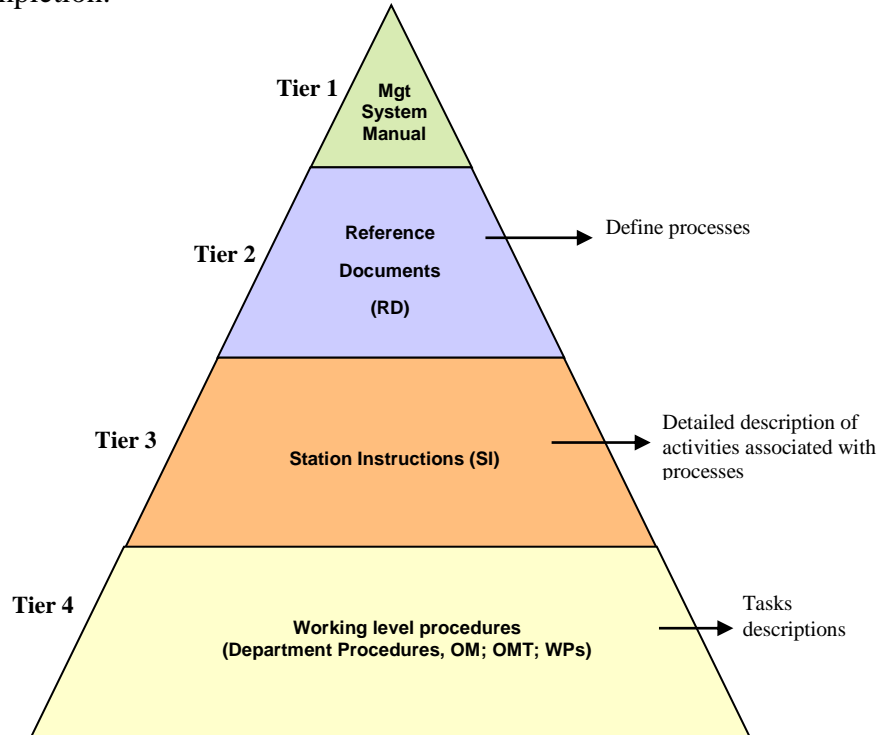 Tier 1
Mgt
System
Manual
Tier 2
Reference
Documents
(RD)
Define processes
Tier 3
Station Instructions (SI)
Detailed description of
activities associated with
processes
Tier 4
Working level procedures
(Department Procedures, OM; OMT; WPs)
Tasks
descriptions